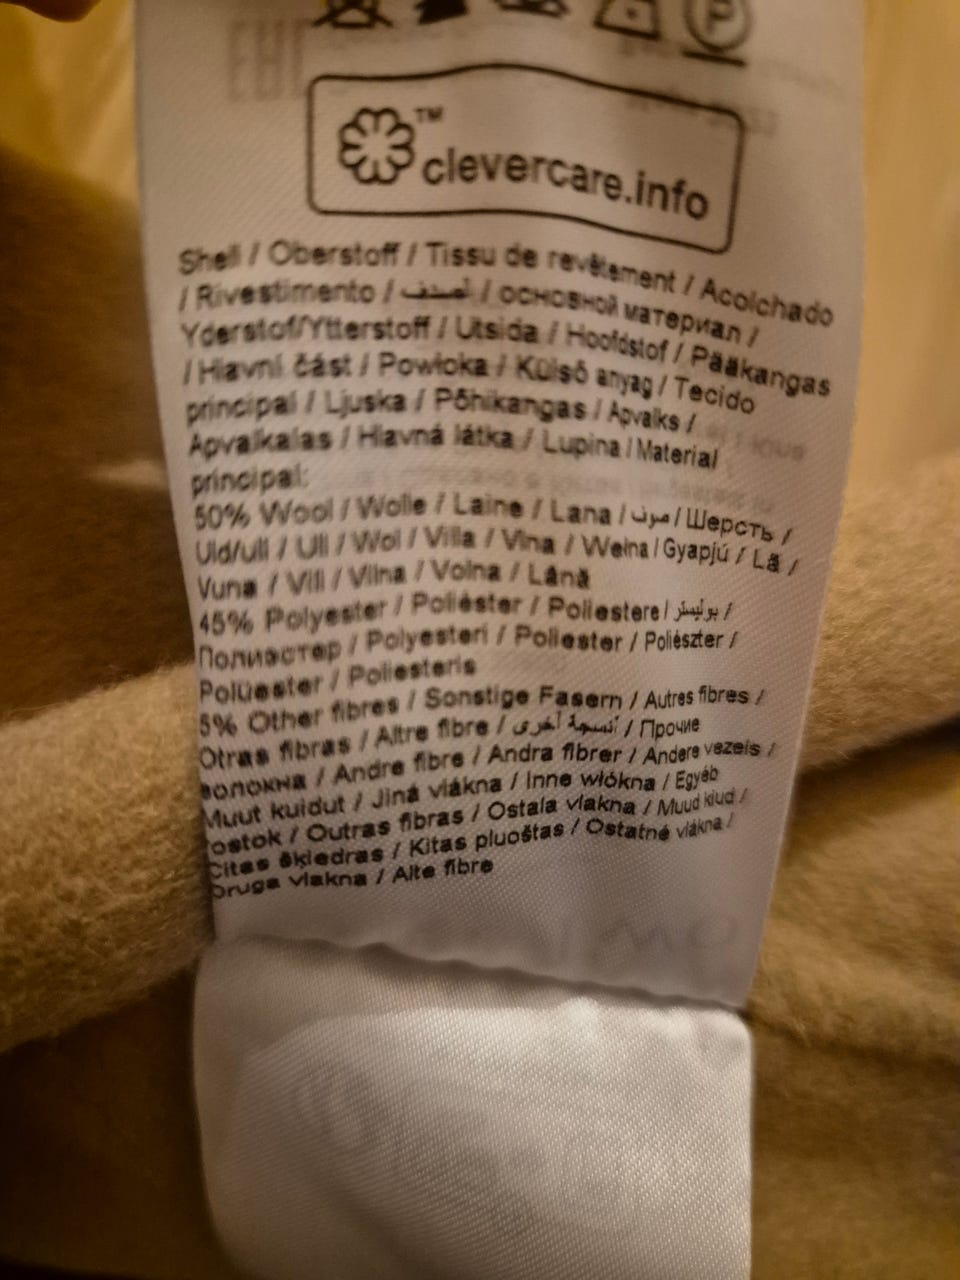 P
™
clevercare.info
Shell / Oberstoff / Tissu de revêtement / Acolchado
/ Rivestimento / أصدف / основной материал /
Yderstof/Ytterstoff / Utsida / Hoofdstof / Pääkangas
/ Hlavní část / Powłoka / Külső anyag / Tecido
principal / Ljuska / Põhikangas / Apvalks /
Apvalkalas / Hlavná látka / Lupina / Material
principal:
50% Wool / Wolle / Laine / Lana / صوف / Шерсть /
Uld/ull / Ull / Wol / Villa / Vlna / Wełna / Gyapjú / Lã /
Vuna / Vill / Vilna / Volna / Lână
45% Polyester / Poliéster / Poliestere / بوليستر /
Полиэстер / Polyesteri / Poliester / Poliészter /
Polüester / Poliesteris
5% Other fibres / Sonstige Fasern / Autres fibres /
Otras fibras / Altre fibre / أنسجة أخرى / Прочие
волокна / Andre fibre / Andra fibrer / Andere vezels /
Muut kuidut / Jiná vlákna / Inne włókna / Egyéb
rostok / Outras fibras / Ostala vlakna / Muud kiud /
Citas šķiedras / Kitas pluoštas / Ostatné vlákna /
Druga vlakna / Alte fibre